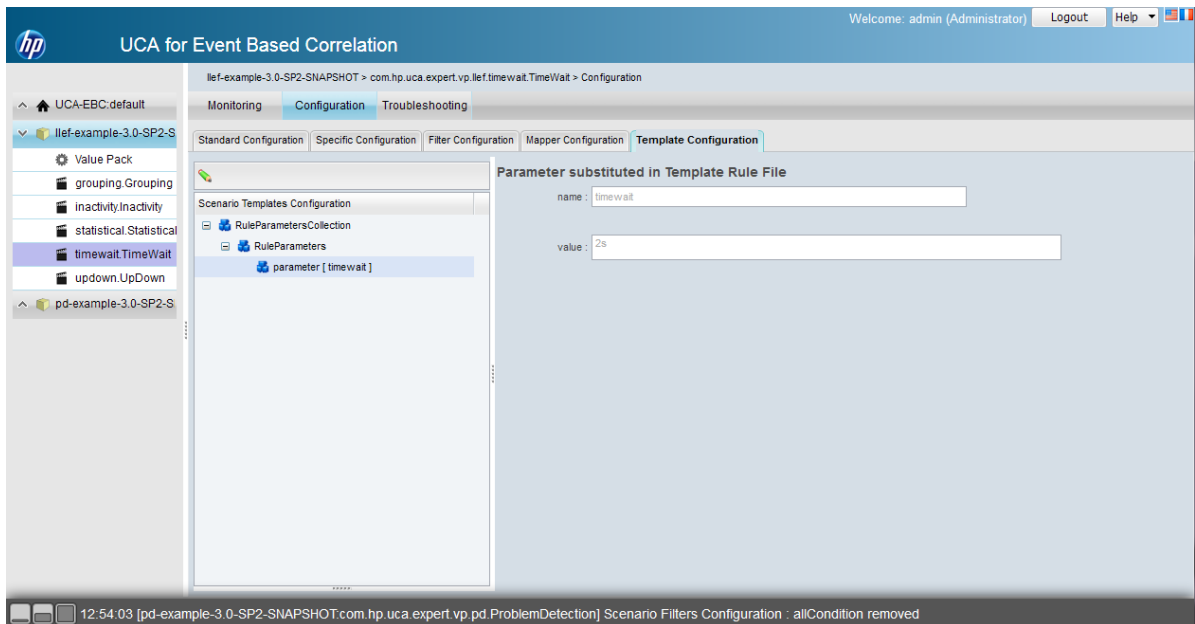 Welcome: admin (Administrator) Logout Help
hp UCA for Event Based Correlation
llef-example-3.0-SP2-SNAPSHOT > com.hp.uca.expert.vp.llef.timewait.TimeWait > Configuration
UCA-EBC:default
Monitoring Configuration Troubleshooting
llef-example-3.0-SP2-S
Standard Configuration Specific Configuration Filter Configuration Mapper Configuration Template Configuration
Value Pack
grouping.Grouping
inactivity.Inactivity
statistical.Statistical
timewait.TimeWait
updown.UpDown
pd-example-3.0-SP2-S
Scenario Templates Configuration
RuleParametersCollection
RuleParameters
parameter [ timewait ]
Parameter substituted in Template Rule File
name : timewait
value : 2s
12:54:03 [pd-example-3.0-SP2-SNAPSHOT:com.hp.uca.expert.vp.pd.ProblemDetection] Scenario Filters Configuration : allCondition removed